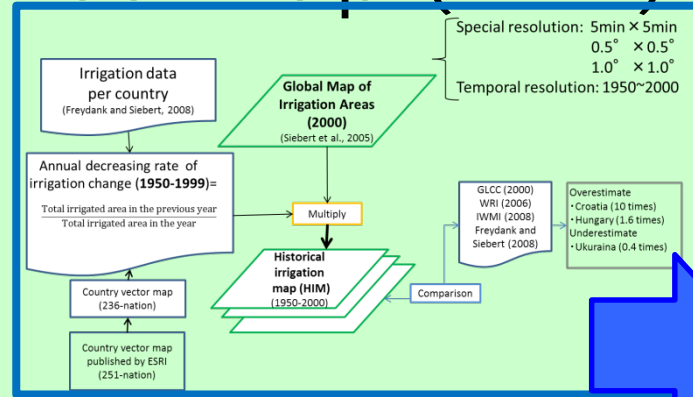 Special resolution: 5min × 5min
0.5° × 0.5°
1.0° × 1.0°
Temporal resolution: 1950~2000
Irrigation data
per country
(Freydank and Siebert, 2008)
Global Map of
Irrigation Areas
(2000)
(Siebert et al., 2005)
Annual decreasing rate of
irrigation change (1950-1999)=
Total irrigated area in the previous year
Total irrigated area in the year
Multiply
GLCC (2000)
WRI (2006)
IWMI (2008)
Freydank and
Siebert (2008)
Overestimate
・Croatia (10 times)
・Hungary (1.6 times)
Underestimate
・Ukuraina (0.4 times)
Historical
irrigation
map (HIM)
(1950-2000)
Comparison
Country vector map
(236-nation)
Country vector map
published by ESRI
(251-nation)